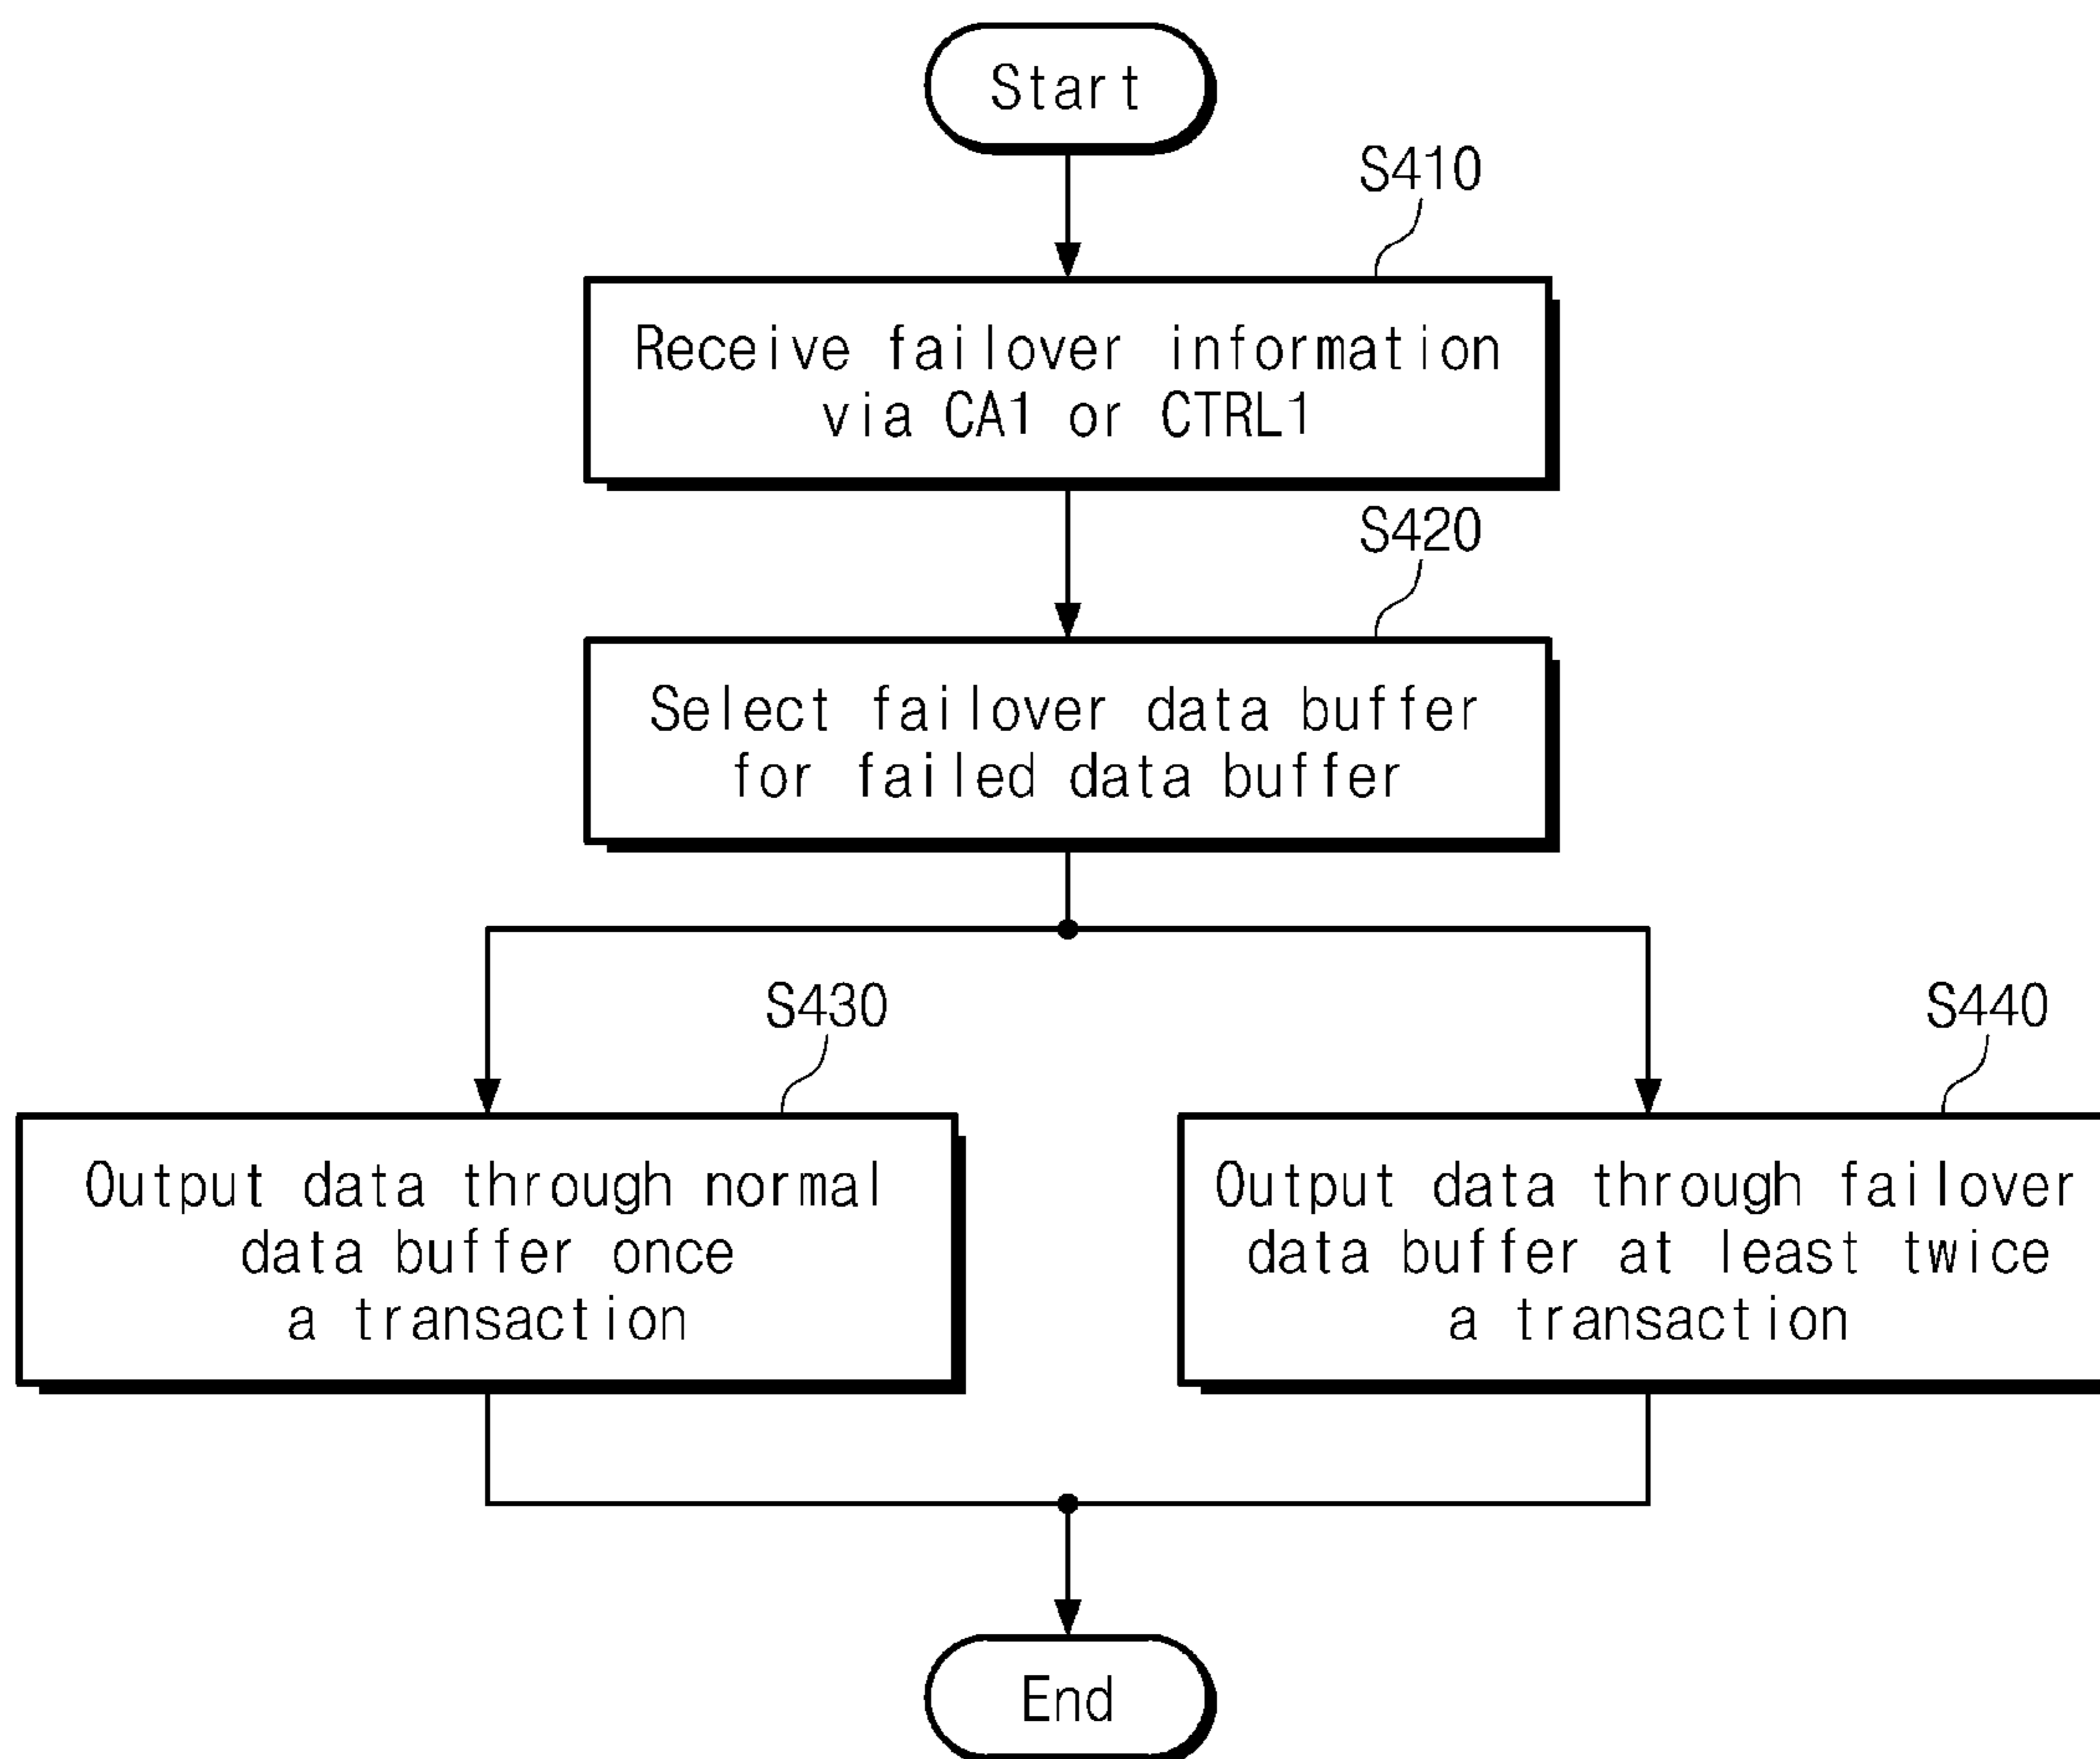 Start
S410
Receive failover information
via CA1 or CTRL1
S420
Select failover data buffer
for failed data buffer
S430
Output data through normal
data buffer once
a transaction
S440
Output data through failover
data buffer at least twice
a transaction
End